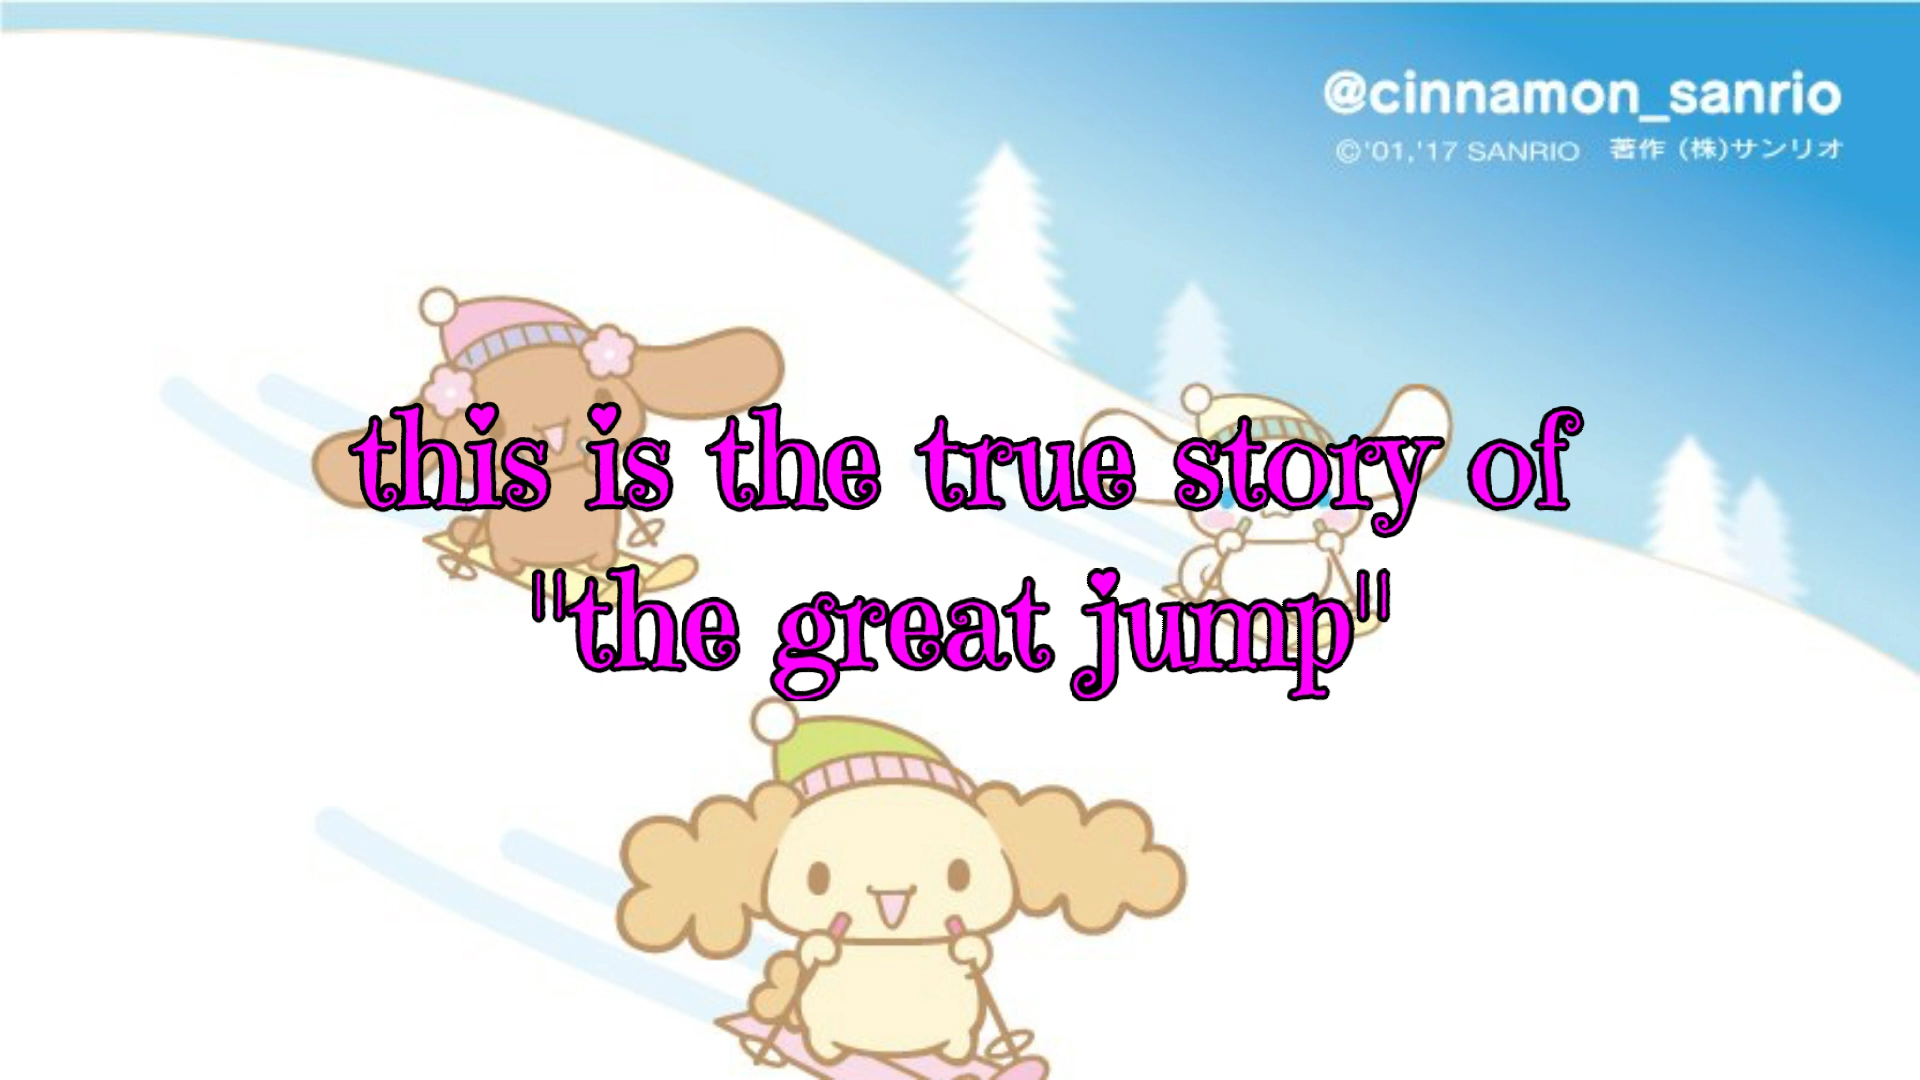 @cinnamon_sanrio
©'01,'17 SANRIO 著作 (株)サンリオ
this is the true story of
"the great jump"